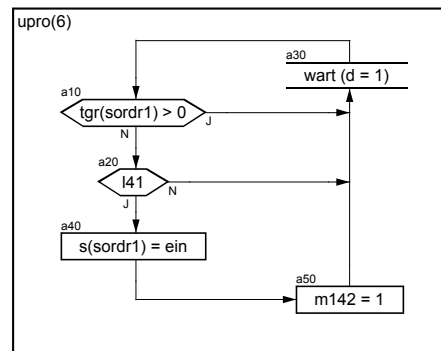 upro(6)
a30
wart (d = 1)
a10
tgr(sordr1) > 0
J
N
a20
l41
N
J
a40
s(sordr1) = ein
a50
m142 = 1